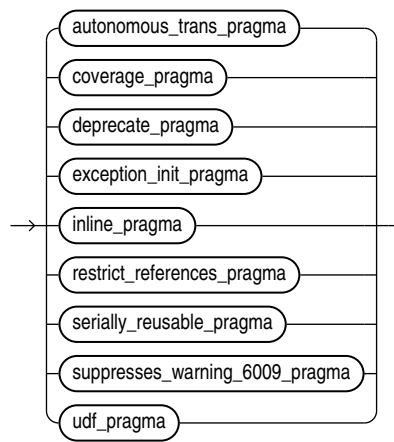 autonomous_trans_pragma
coverage_pragma
deprecate_pragma
exception_init_pragma
inline_pragma
restrict_references_pragma
serially_reusable_pragma
suppresses_warning_6009_pragma
udf_pragma